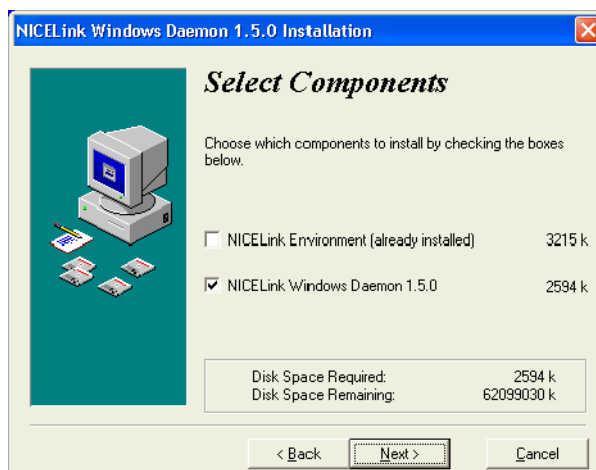 NICELink Windows Daemon 1.5.0 Installation
Select Components
Choose which components to install by checking the boxes
below.
NICELink Environment (already installed) 3215 k
NICELink Windows Daemon 1.5.0 2594 k
Disk Space Required: 2594 k
Disk Space Remaining: 62099030 k
< Back Next > Cancel